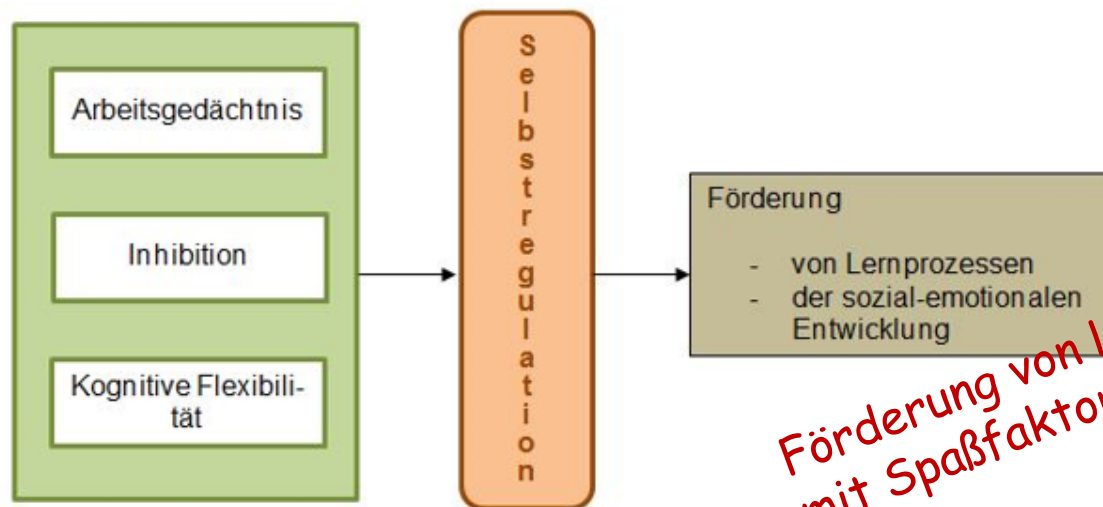 Arbeitsgedächtnis
Inhibition
Kognitive Flexibili-
tät
Selbstregulation
Förderung
- von Lernprozessen
- der sozial-emotionalen
Entwicklung
Förderung von
mit Spaßfaktor